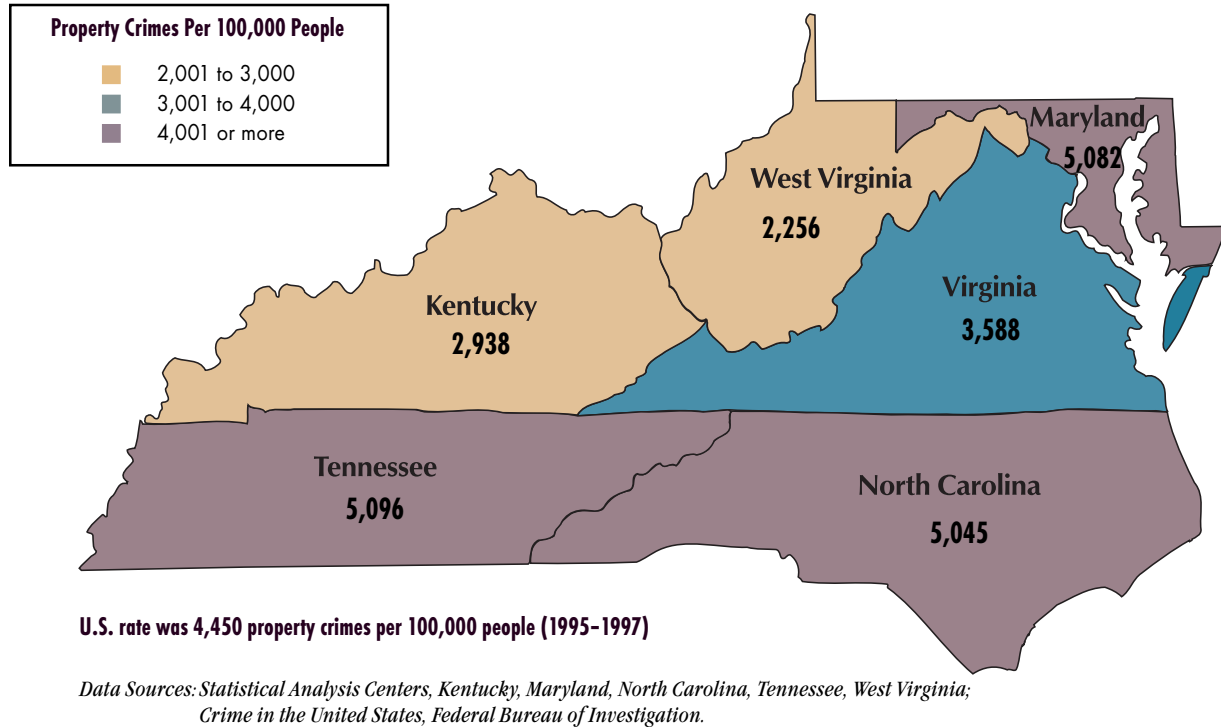 Property Crimes Per 100,000 People
2,001 to 3,000
3,001 to 4,000
4,001 or more
Maryland
5,082
West Virginia
2,256
Virginia
3,588
Kentucky
2,938
Tennessee
5,096
North Carolina
5,045
U.S. rate was 4,450 property crimes per 100,000 people (1995–1997)
Data Sources: Statistical Analysis Centers, Kentucky, Maryland, North Carolina, Tennessee, West Virginia;
Crime in the United States, Federal Bureau of Investigation.